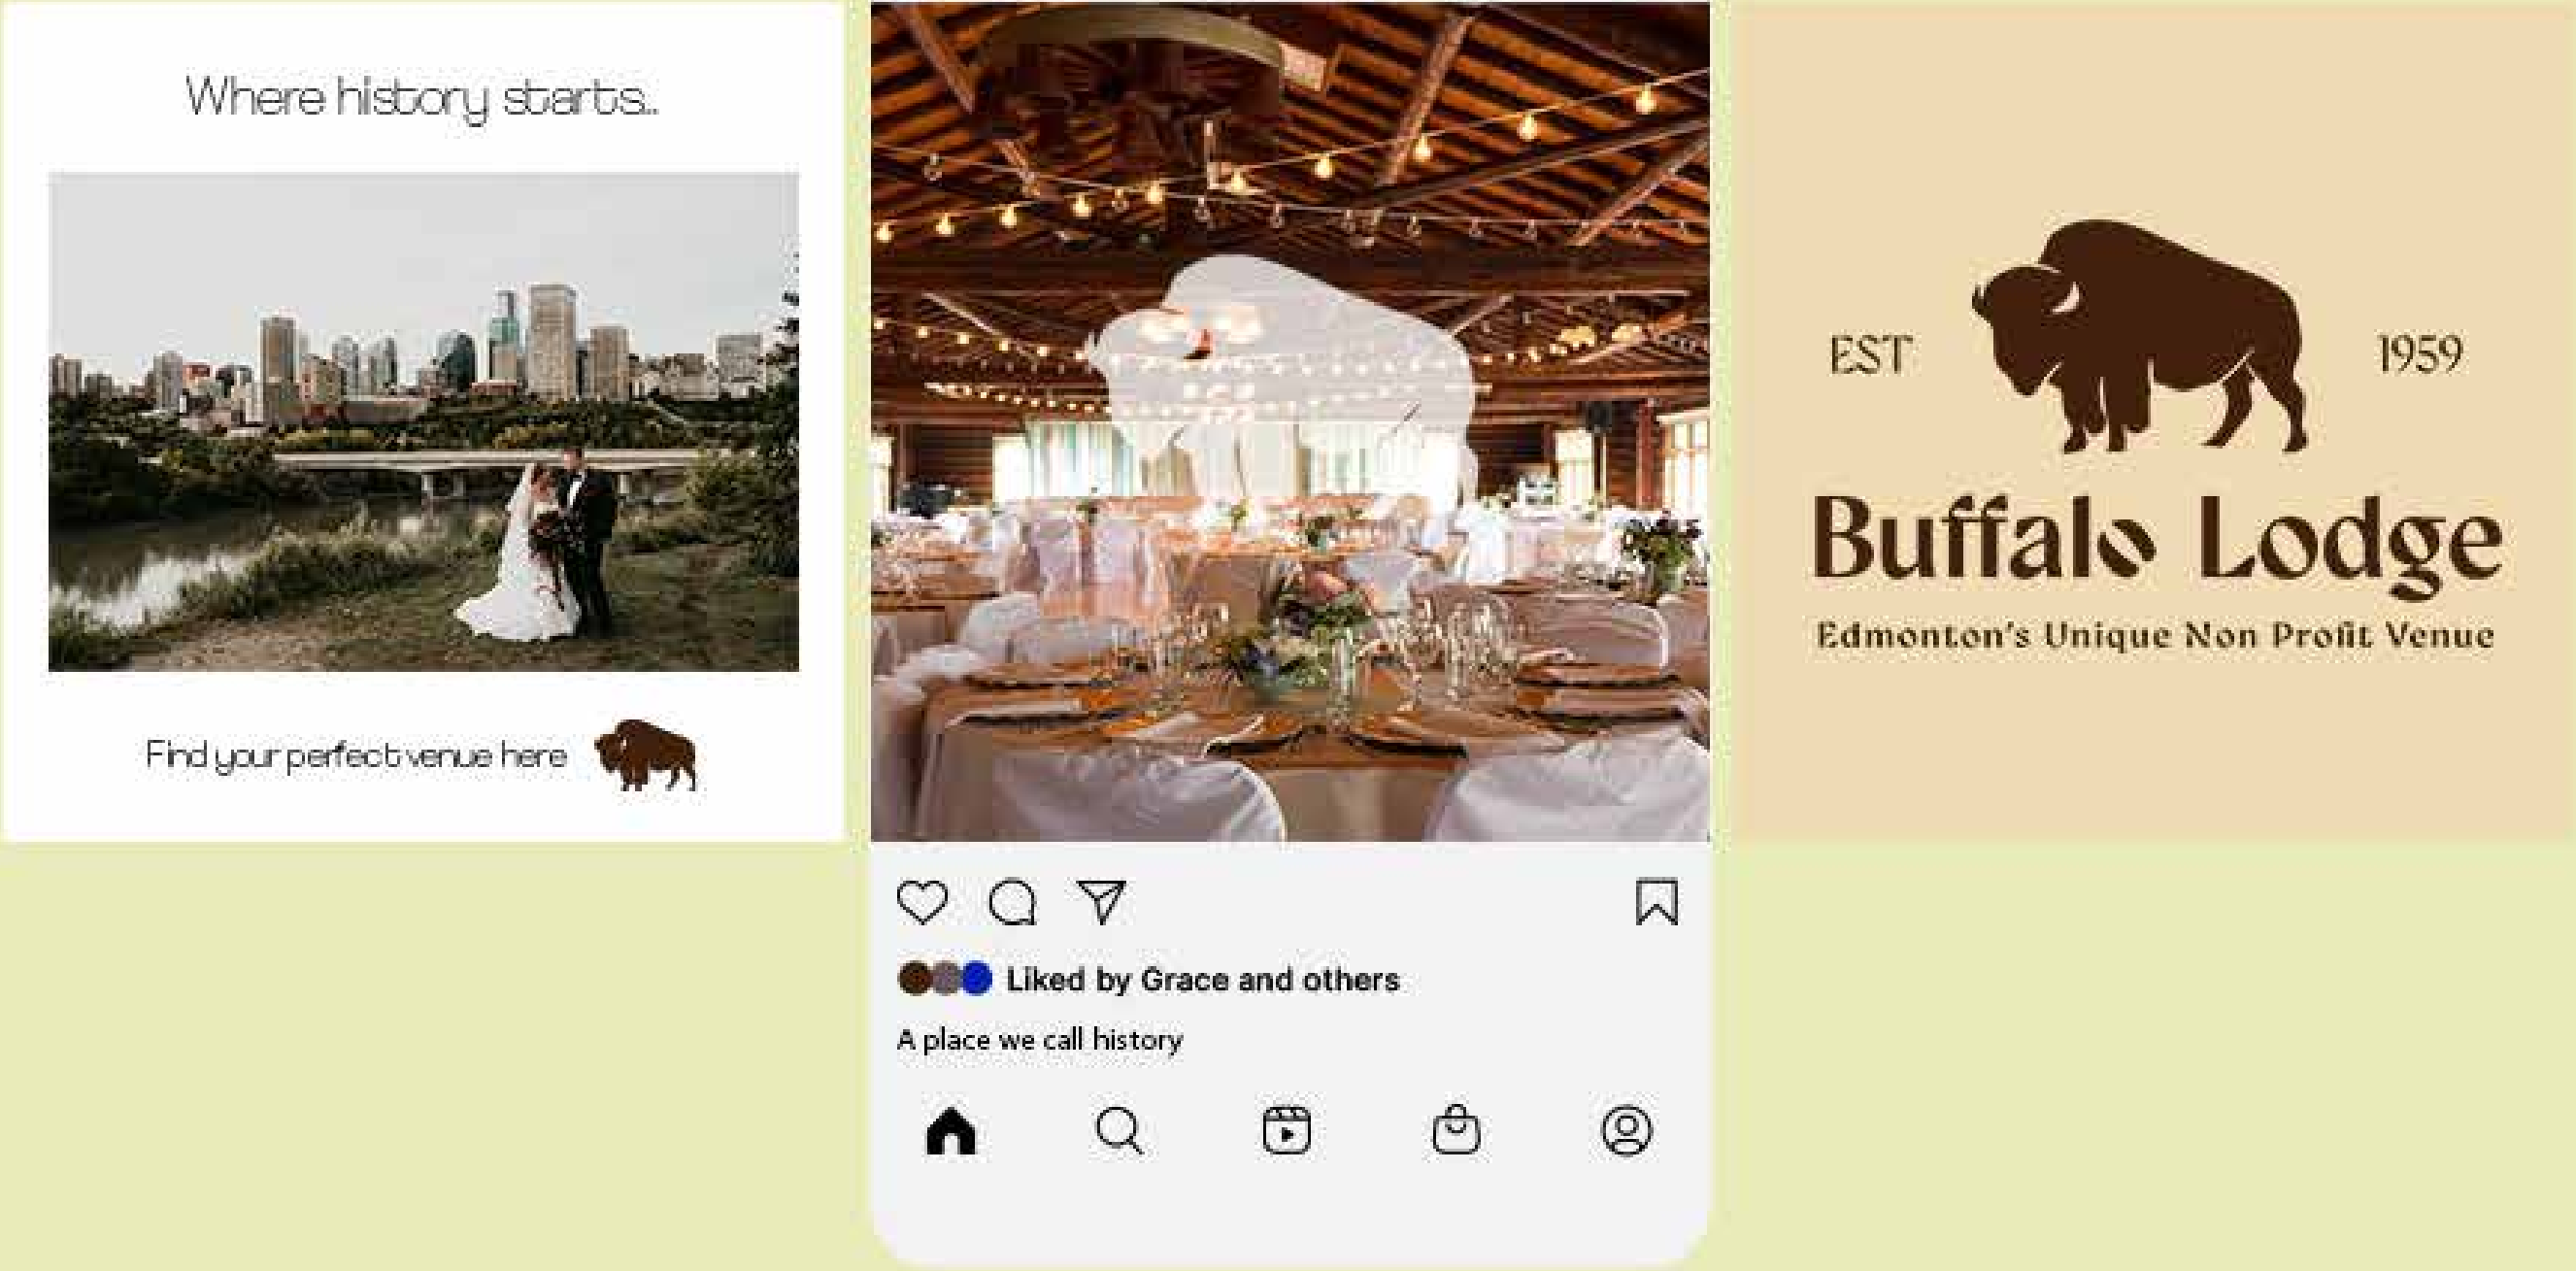 Where history starts...
Find your perfect venue here
Liked by Grace and others
A place we call history
EST 1959
Buffalo Lodge
Edmonton's Unique Non Profit Venue